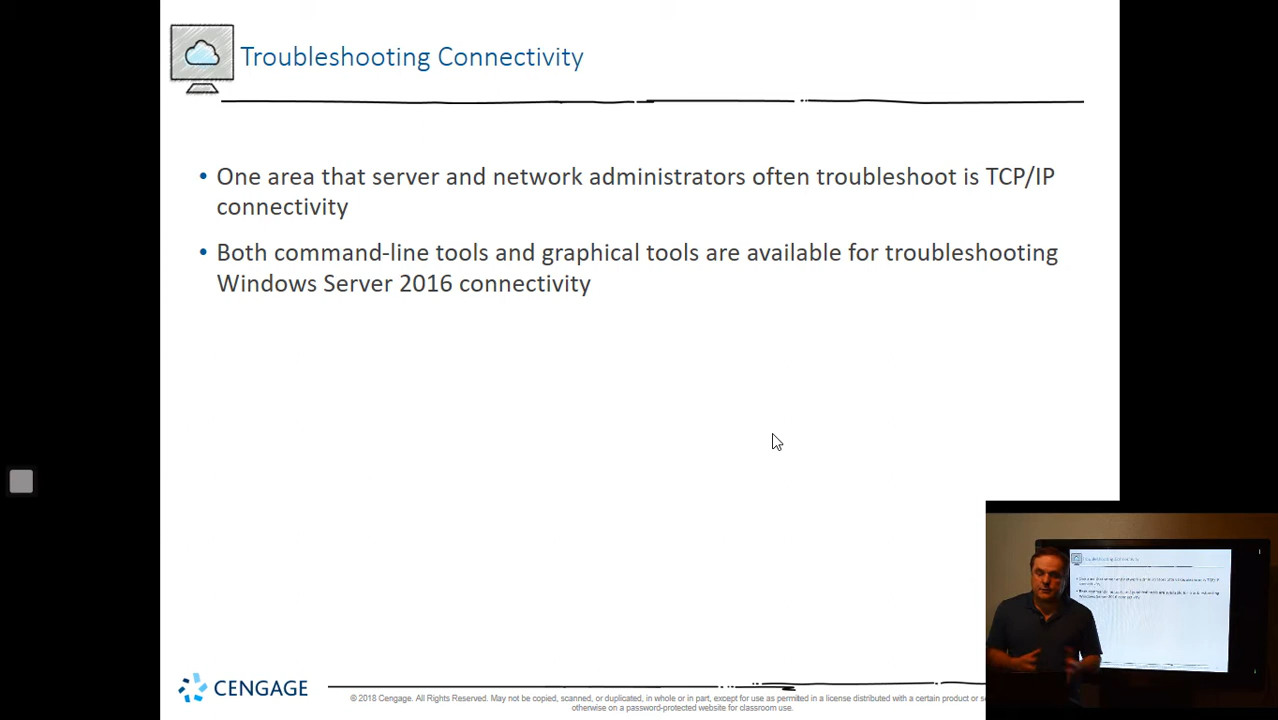 Troubleshooting Connectivity
• One area that server and network administrators often troubleshoot is TCP/IP
connectivity
• Both command-line tools and graphical tools are available for troubleshooting
Windows Server 2016 connectivity
CENGAGE
© 2018 Cengage. All Rights Reserved. May not be copied, scanned, or duplicated, in whole or in part, except for use as permitted in a license distributed with a certain product or
otherwise on a password-protected website for classroom use.